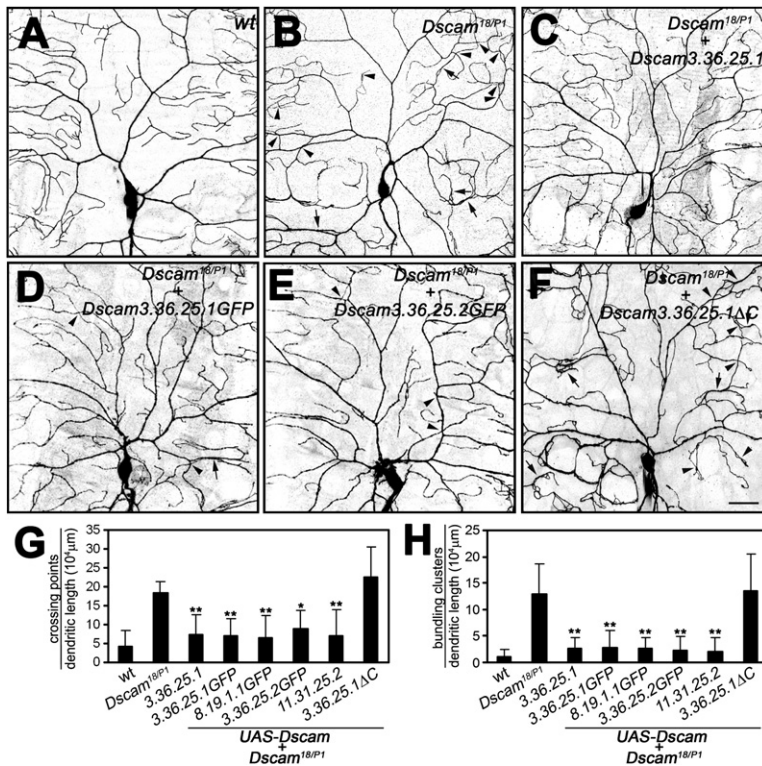 A
wt
B
Dscam18/P1
C
Dscam18/P1
+
Dscam3.36.25.1
D
Dscam18/P1
+
Dscam3.36.25.1GFP
E
Dscam18/P1
+
Dscam3.36.25.2GFP
F
Dscam18/P1
+
Dscam3.36.25.1ΔC
G
crossing points
dendritic length (10⁴μm)
35
30
25
20
15
10
5
0
** ** ** * **
wt
Dscam18/P1
3.36.25.1
3.36.25.1GFP
8.19.1.1GFP
3.36.25.2GFP
11.31.25.2
3.36.25.1ΔC
UAS-Dscam
+
Dscam18/P1
H
bundling clusters
dendritic length (10⁴μm)
25
20
15
10
5
0
** ** ** ** **
wt
Dscam18/P1
3.36.25.1
3.36.25.1GFP
8.19.1.1GFP
3.36.25.2GFP
11.31.25.2
3.36.25.1ΔC
UAS-Dscam
+
Dscam18/P1